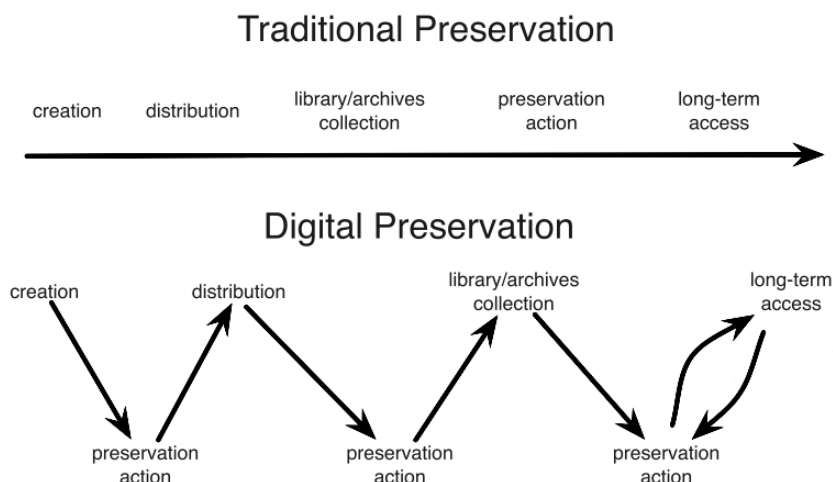 Traditional Preservation
creation
distribution
library/archives
collection
preservation
action
long-term
access
Digital Preservation
creation
distribution
library/archives
collection
long-term
access
preservation
action
preservation
action
preservation
action